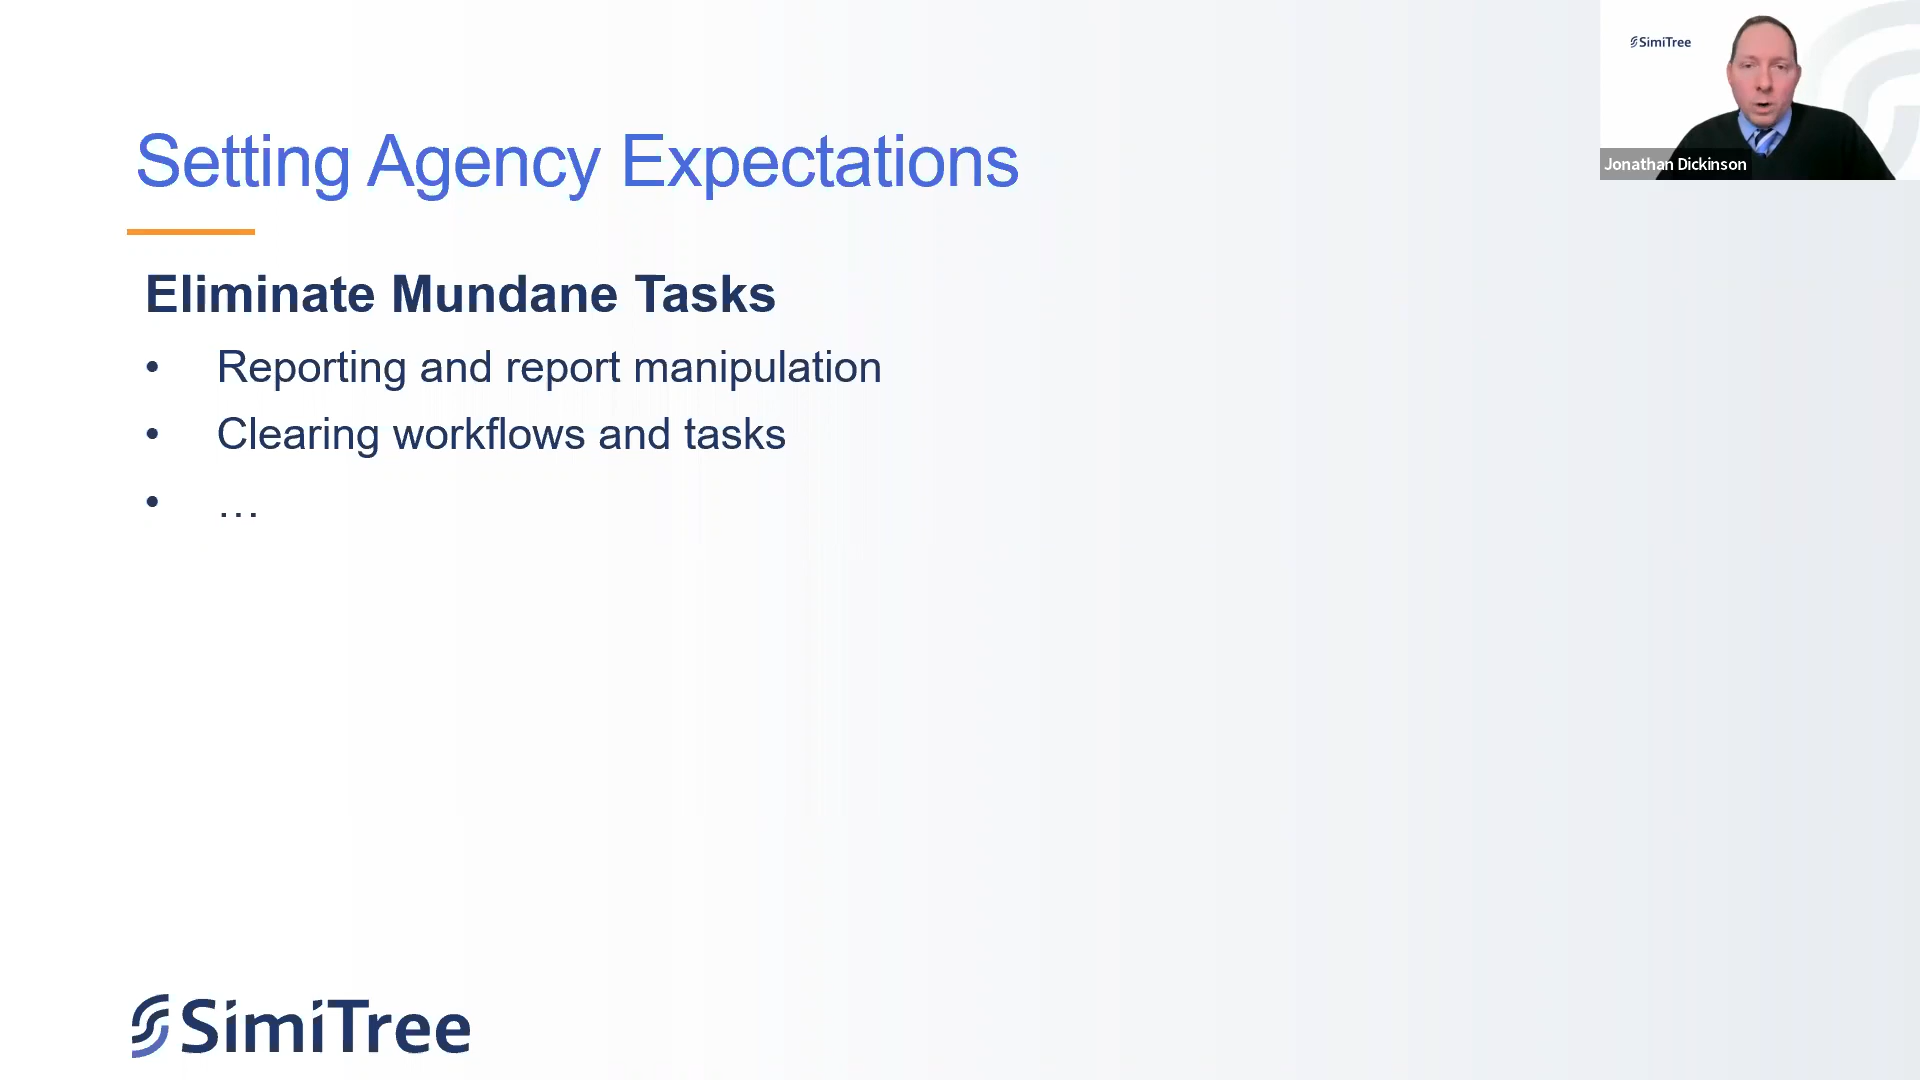 SimiTree
Jonathan Dickinson
Setting Agency Expectations
Eliminate Mundane Tasks
• Reporting and report manipulation
• Clearing workflows and tasks
• …
SimiTree